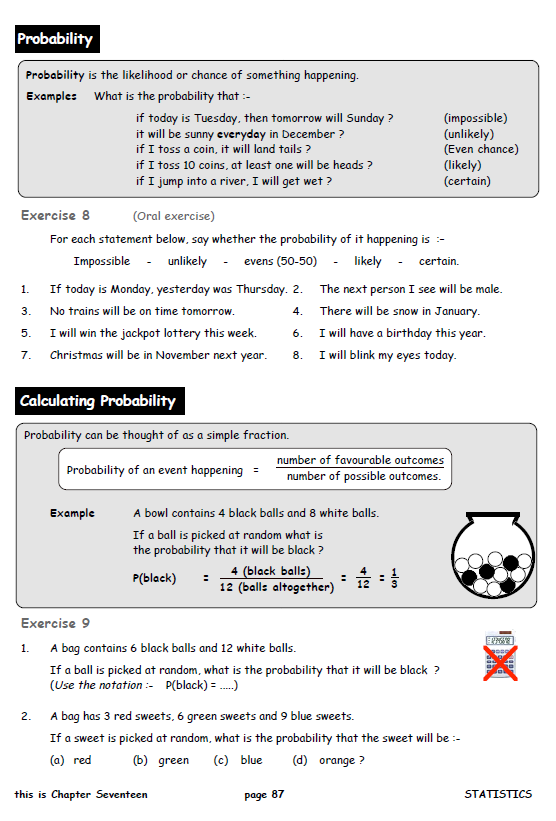 Probability
Probability is the likelihood or chance of something happening.
Examples What is the probability that :-
if today is Tuesday, then tomorrow will Sunday ? (impossible)
it will be sunny everyday in December ? (unlikely)
if I toss a coin, it will land tails ? (Even chance)
if I toss 10 coins, at least one will be heads ? (likely)
if I jump into a river, I will get wet ? (certain)
Exercise 8 (Oral exercise)
For each statement below, say whether the probability of it happening is :-
Impossible - unlikely - evens (50-50) - likely - certain.
1. If today is Monday, yesterday was Thursday. 2. The next person I see will be male.
3. No trains will be on time tomorrow. 4. There will be snow in January.
5. I will win the jackpot lottery this week. 6. I will have a birthday this year.
7. Christmas will be in November next year. 8. I will blink my eyes today.
Calculating Probability
Probability can be thought of as a simple fraction.
Probability of an event happening = number of favourable outcomes
number of possible outcomes.
Example A bowl contains 4 black balls and 8 white balls.
If a ball is picked at random what is
the probability that it will be black ?
P(black) = 4 (black balls) / 12 (balls altogether) = 4/12 = 1/3
Exercise 9
1. A bag contains 6 black balls and 12 white balls.
If a ball is picked at random, what is the probability that it will be black ?
(Use the notation :- P(black) = .....)
2. A bag has 3 red sweets, 6 green sweets and 9 blue sweets.
If a sweet is picked at random, what is the probability that the sweet will be :-
(a) red (b) green (c) blue (d) orange ?
this is Chapter Seventeen page 87 STATISTICS